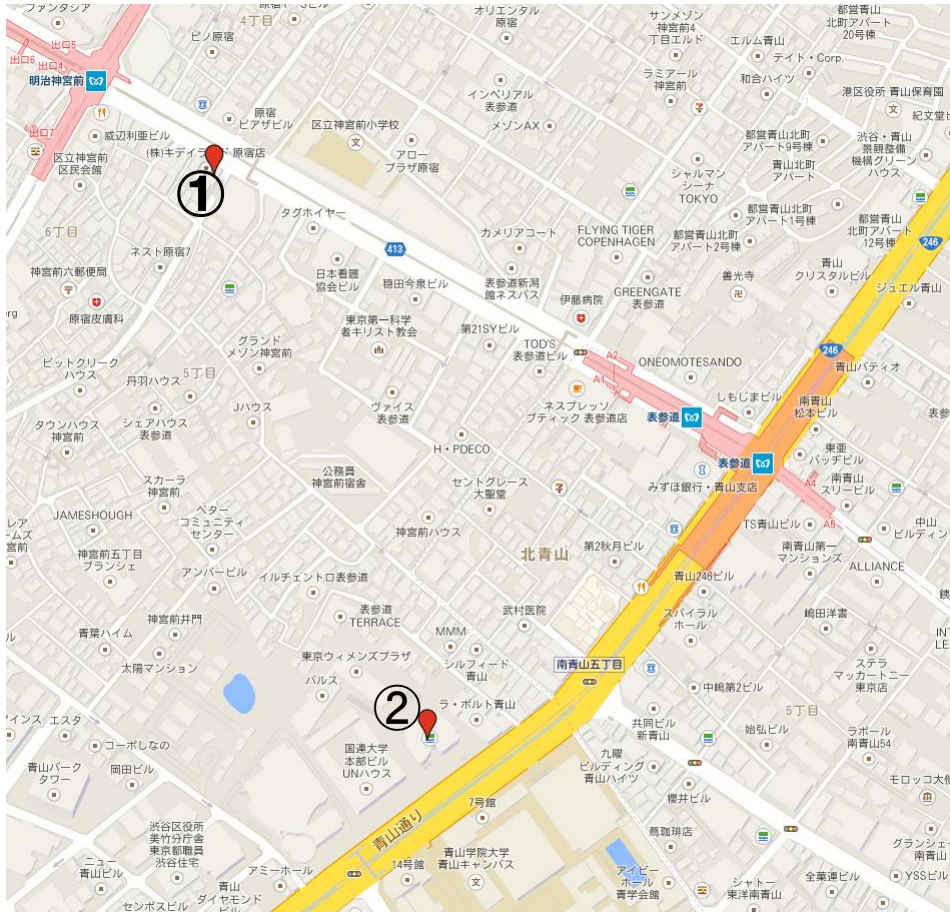 ファンタジア
4丁目
ピノ原宿
オリエンタル
原宿
サンメゾン
神宮前4
丁目エルド
エルム青山
都営青山
北町アパート
20号棟
出口5
出口6
出口4
明治神宮前
テイト・Corp.
和合ハイツ
ラミアール
神宮前
港区役所 青山保育園
インペリアル
表参道
メゾンAX
原宿
ピアザビル
区立神宮前小学校
アロー
プラザ原宿
出口7
威辺利亜ビル
区立神宮前
区民会館
(株)キデイランド 原宿店
①
都営青山北町
アパート9号棟
青山北町
アパート
渋谷・青山
景観整備
機構グリーン
ハウス
シャルマン
シーナ
TOKYO
都営青山北町
アパート1号棟
都営青山北町
アパート2号棟
都営青山
北町アパート
12号棟
タグホイヤー
カメリアコート
FLYING TIGER
COPENHAGEN
413
246
6丁目
ネスト原宿7
神宮前六郵便局
原宿皮膚科
日本看護
協会ビル
穏田今泉ビル
表参道新潟
館ネスパス
伊藤病院
GREENGATE
表参道
善光寺
青山
クリスタルビル
ジュエル青山
東京第一科学
者キリスト教会
第21SYビル
TOD'S
表参道ビル
グランド
メゾン神宮前
A2
A1
ONEOMOTESANDO
246
青山パティオ
ビットクリーク
ハウス
丹羽ハウス
5丁目
Jハウス
ヴァイス
表参道
ネスプレッソ
ブティック 表参道店
しもじまビル
南青山
松本ビル
表参道
表参道
タウンハウス
神宮前
シェアハウス
表参道
H・PDECO
東亜
バッヂビル
みずほ銀行・青山支店
A4
A5
南青山
スリービル
スカーラ
神宮前
公務員
神宮前宿舎
セントグレース
大聖堂
JAMESHOUGH
ベター
コミュニティ
センター
神宮前ハウス
北青山
第2秋月ビル
TS青山ビル
南青山第一
マンションズ
中山
ビルディン
ALLIANCE
神宮前五丁目
ブランシェ
アンバービル
イルチェントロ表参道
青山246ビル
スパイラル
ホール
嶋田洋書
神宮前井門
表参道
TERRACE
武村医院
MMM
青葉ハイム
太陽マンション
東京ウィメンズプラザ
パルス
シルフィード
青山
南青山五丁目
ステラ
マッカートニー
東京店
②
ラ・ポルト青山
中嶋第2ビル
5丁目
エスタ
コーポしなの
国連大学
本部ビル
UNハウス
共同ビル
新青山
始弘ビル
ラポール
南青山54
青山パーク
タワー
岡田ビル
九曜
ビルディング
青山ハイツ
櫻井ビル
モロッコ大使
渋谷区役所
美竹分庁舎
東京都職員
渋谷住宅
青山通り
7号館
蔦珈琲店
ニュー
青山ビル
アミーホール
14号館
青山学院大学
青山キャンパス
アイビー
ホール
青学会館
グランシェ
南青山
センポスビル
青山
ダイヤモンド
ビル
シャトー
東洋南青山
全菓連ビル
YSSビル